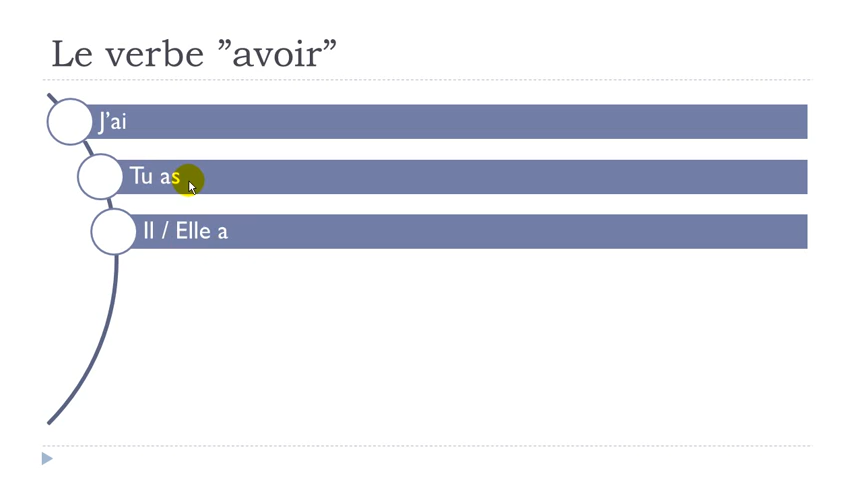 Le verbe ”avoir”
J’ai
Tu as
Il / Elle a